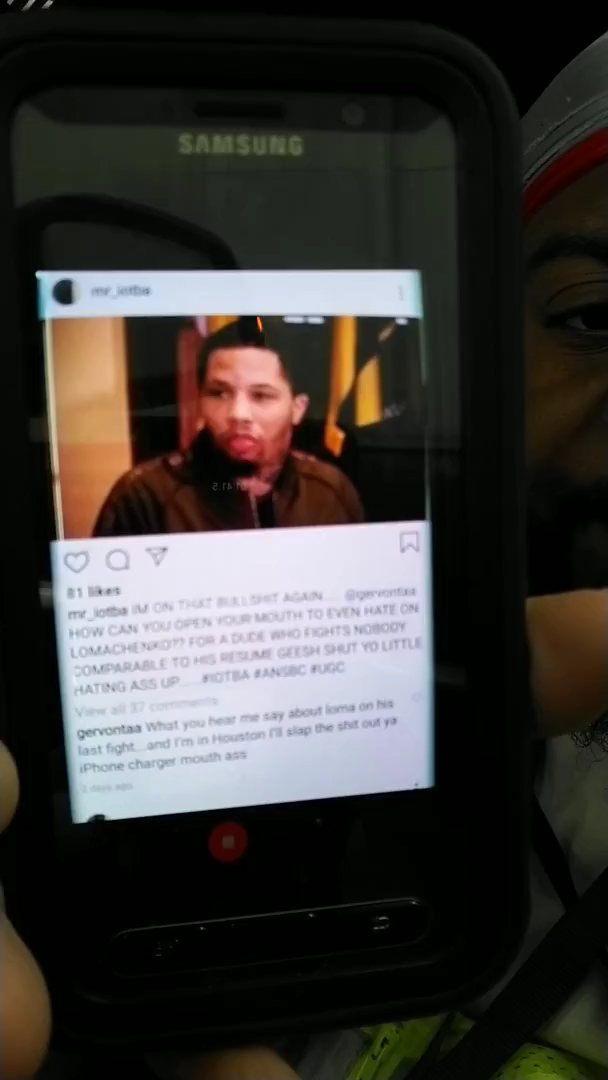 SAMSUNG
mr_iotba
81 likes
mr_iotba IM ON THAT BULLSHIT AGAIN..... @gervontaa
HOW CAN YOU OPEN YOUR MOUTH TO EVEN HATE ON
LOMACHENKO?? FOR A DUDE WHO FIGHTS NOBODY
COMPARABLE TO HIS RESUME GEESH SHUT YO LITTLE
HATING ASS UP......#IOTBA #ANSBC #UGC
View all 37 comments
gervontaa What you hear me say about loma on his
last fight...and I'm in Houston I'll slap the shit out ya
iPhone charger mouth ass
2 days ago